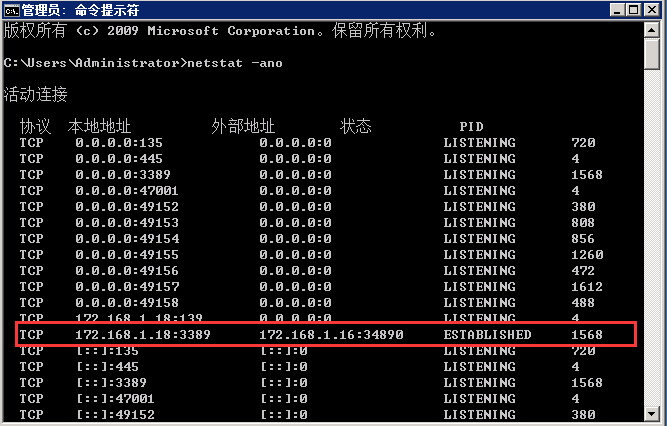 管理员: 命令提示符
版权所有 (c) 2009 Microsoft Corporation。保留所有权利。
C:\Users\Administrator>netstat -ano
活动连接
协议 本地地址 外部地址 状态 PID
TCP 0.0.0.0:135 0.0.0.0:0 LISTENING 720
TCP 0.0.0.0:445 0.0.0.0:0 LISTENING 4
TCP 0.0.0.0:3389 0.0.0.0:0 LISTENING 1568
TCP 0.0.0.0:47001 0.0.0.0:0 LISTENING 4
TCP 0.0.0.0:49152 0.0.0.0:0 LISTENING 380
TCP 0.0.0.0:49153 0.0.0.0:0 LISTENING 808
TCP 0.0.0.0:49154 0.0.0.0:0 LISTENING 856
TCP 0.0.0.0:49155 0.0.0.0:0 LISTENING 1260
TCP 0.0.0.0:49156 0.0.0.0:0 LISTENING 472
TCP 0.0.0.0:49157 0.0.0.0:0 LISTENING 1612
TCP 0.0.0.0:49158 0.0.0.0:0 LISTENING 488
TCP 172.168.1.18:139 0.0.0.0:0 LISTENING 4
TCP 172.168.1.18:3389 172.168.1.16:34890 ESTABLISHED 1568
TCP [::]:135 [::]:0 LISTENING 720
TCP [::]:445 [::]:0 LISTENING 4
TCP [::]:3389 [::]:0 LISTENING 1568
TCP [::]:47001 [::]:0 LISTENING 4
TCP [::]:49152 [::]:0 LISTENING 380